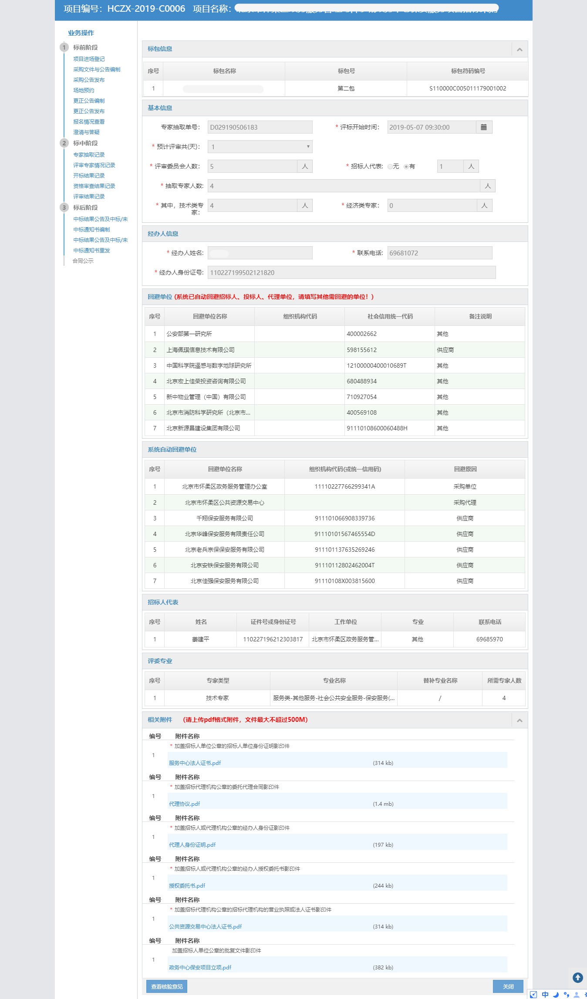 项目编号：HCZX-2019-C0006 项目名称：
业务操作
1 标前阶段
项目进场登记
采购文件与公告编制
采购公告发布
场地预约
更正公告编制
更正公告发布
报名情况查看
澄清与答疑
2 标中阶段
专家抽取记录
评审专家情况记录
开标结果记录
资格审查结果记录
评审结果记录
3 标后阶段
中标结果公告及中标/未
中标通知书编制
中标结果公告及中标/未
中标通知书重发
合同公示
标包信息
序号 标包名称 标包号 标包符码编号
1 第二包 S110000C005011179001002
基本信息
专家抽取单号： D029190506183 * 评标开始时间： 2019-05-07 09:30:00
* 预计评审共(天)： 1
* 评审委员会人数： 5 人 * 招标人代表: 无 有 1 人
* 抽取专家人数: 4 人
* 其中，技术类专家： 4 人 * 经济类专家： 0 人
经办人信息
* 经办人姓名: * 联系电话: 69681072
* 经办人身份证号: 110227199502121820
回避单位 (系统已自动回避招标人、投标人、代理单位，请填写其他需回避的单位！)
序号 回避单位名称 组织机构代码 社会信用统一代码 备注说明
1 公安部第一研究所 400002662 其他
2 上海佩琪信息技术有限公司 598155612 供应商
3 中国科学院遥感与数字地球研究所 12100000400010689T 其他
4 北京宏上佳荣投资咨询有限公司 680488934 其他
5 新中物业管理（中国）有限公司 710927054 其他
6 北京市消防科学研究所（北京市... 400569108 其他
7 北京新源昌建设集团有限公司 91110108600060488H 其他
系统自动回避单位
序号 回避单位名称 组织机构代码(或统一信用码) 回避原因
1 北京市怀柔区政务服务管理办公室 11110227766299341A 采购单位
2 北京市怀柔区公共资源交易中心 采购代理
3 千翔保安服务有限公司 911101066908339736 供应商
4 北京华峰保安服务有限责任公司 91110101567465554D 供应商
5 北京老兵京保保安服务有限公司 911101137635269246 供应商
6 北京安铁保安服务有限公司 91110112802462004T 供应商
7 北京佳强保安服务有限公司 91110108X003815600 供应商
招标人代表
序号 姓名 证件号或身份证号 工作单位 专业 联系电话
1 姜建平 110227196212303817 北京市怀柔区政务服务管... 其他 69685970
评委专业
序号 专家类型 专业名称 替补专业名称 所需专家人数
1 技术专家 服务类-其他服务-社会公共安全服务-保安服务(... / 4
相关附件 (请上传pdf格式附件，文件最大不超过500M)
编号 附件名称
* 加盖招标人单位公章的招标人单位身份证明影印件
1
服务中心法人证书.pdf (314 kb)
编号 附件名称
* 加盖招标代理机构公章的委托代理合同影印件
1
代理协议.pdf (1.4 mb)
编号 附件名称
* 加盖招标人或代理机构公章的经办人身份证影印件
1
代理人身份证明.pdf (197 kb)
编号 附件名称
* 加盖招标人或代理机构公章的经办人授权委托书影印件
1
授权委托书.pdf (244 kb)
编号 附件名称
* 加盖招标代理机构公章的招标代理机构的营业执照或法人证书影印件
1
公共资源交易中心法人证书.pdf (314 kb)
编号 附件名称
加盖招标人单位公章的批复文件影印件
1
政务中心保安项目立项.pdf (382 kb)
查看核验意见 关闭
中